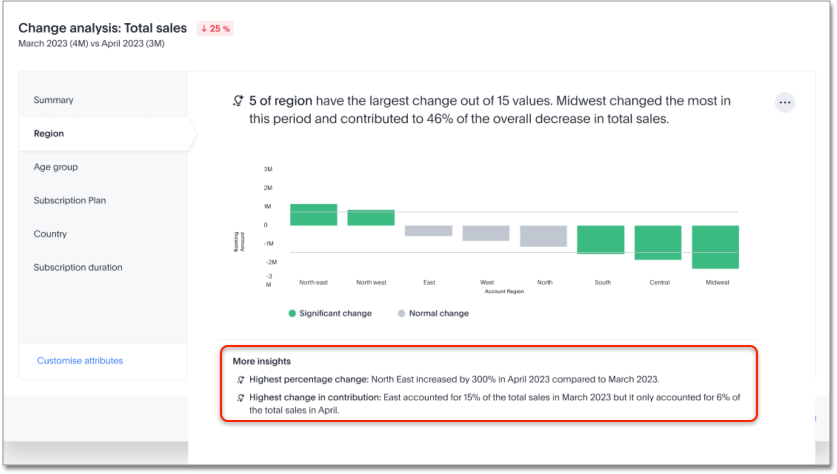 Change analysis: Total sales ↓ 25 %
March 2023 (4M) vs April 2023 (3M)
Summary
Region
Age group
Subscription Plan
Country
Subscription duration
Customise attributes
5 of region have the largest change out of 15 values. Midwest changed the most in
this period and contributed to 46% of the overall decrease in total sales.
3M
2M
1M
0
-1M
-2M
-3
M
Booking
Amount
North east North west East West North South Central Midwest
Account Region
Significant change Normal change
More insights
Highest percentage change: North East increased by 300% in April 2023 compared to March 2023.
Highest change in contribution: East accounted for 15% of the total sales in March 2023 but it only accounted for 6% of
the total sales in April.